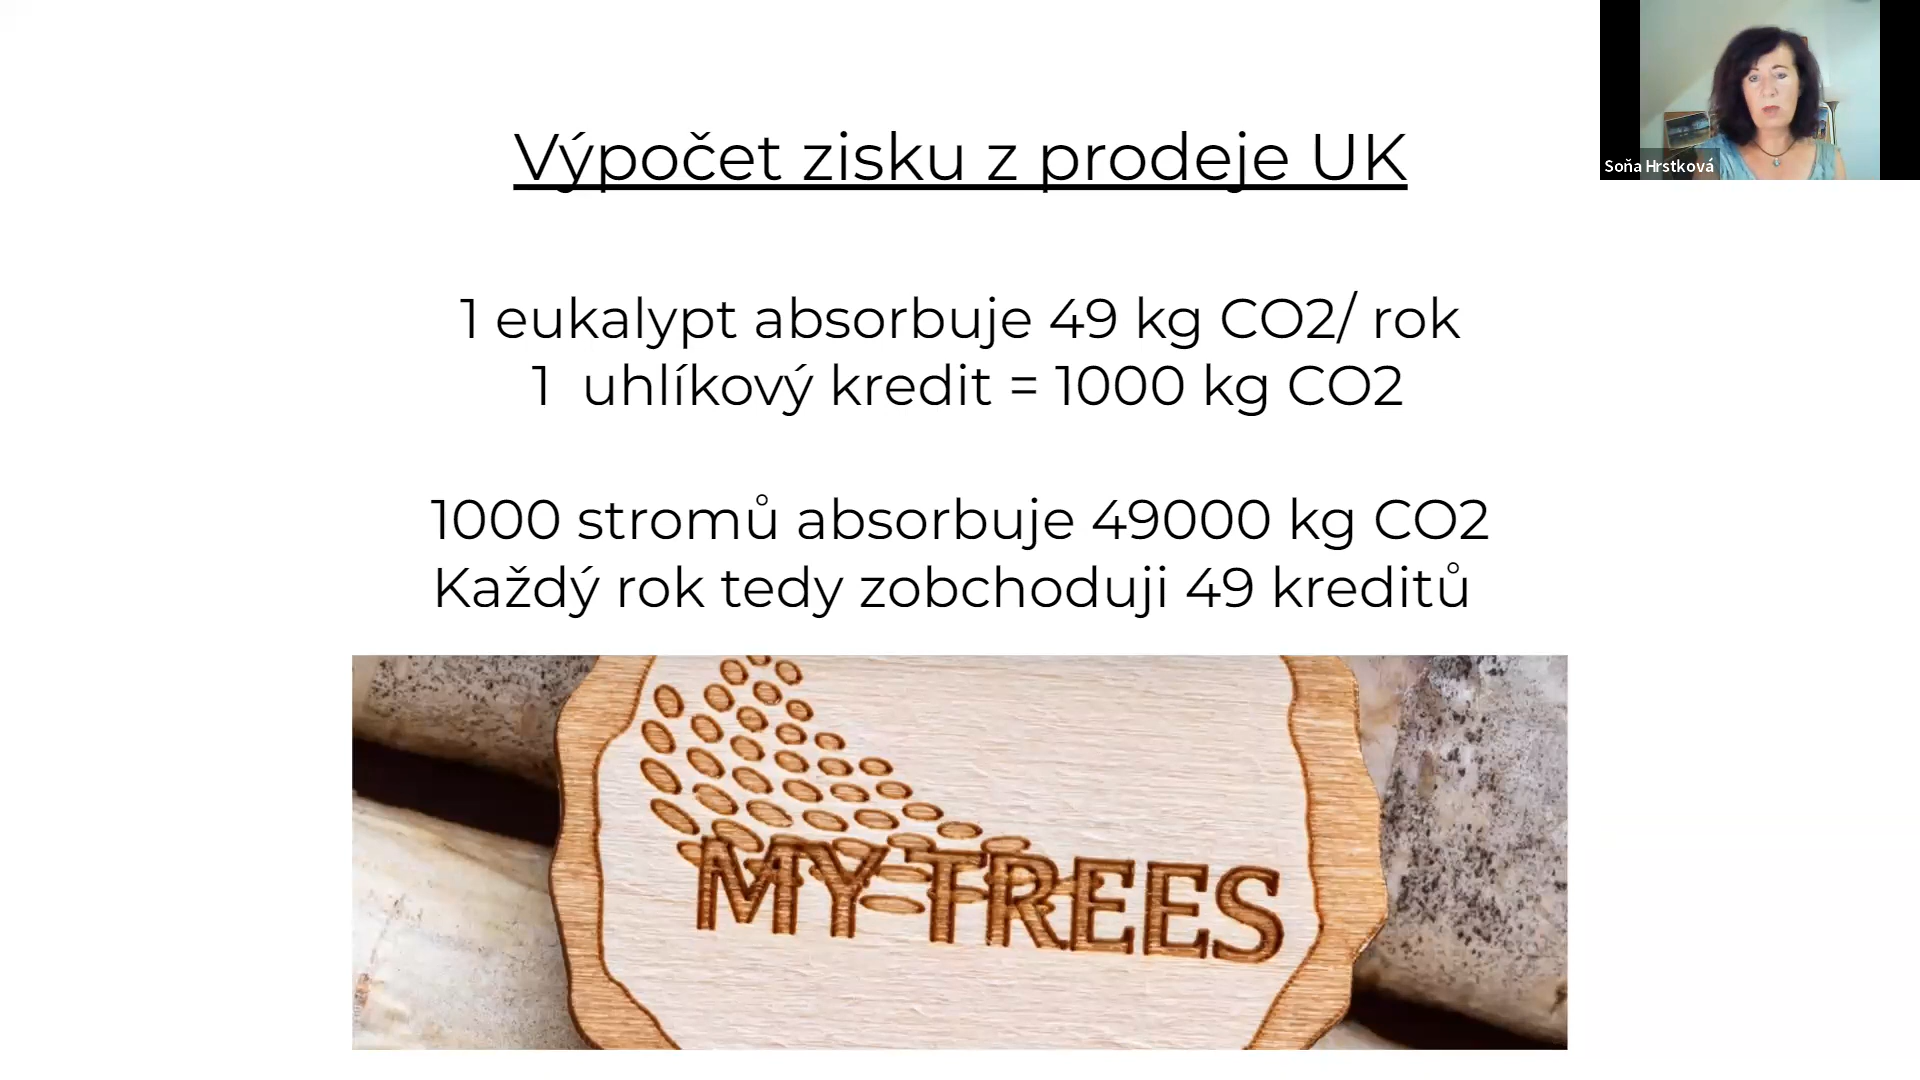 Výpočet zisku z prodeje UK
Soňa Hrstková
1 eukalypt absorbuje 49 kg CO2/ rok
1 uhlíkový kredit = 1000 kg CO2
1000 stromů absorbuje 49000 kg CO2
Každý rok tedy zobchoduji 49 kreditů
MY TREES